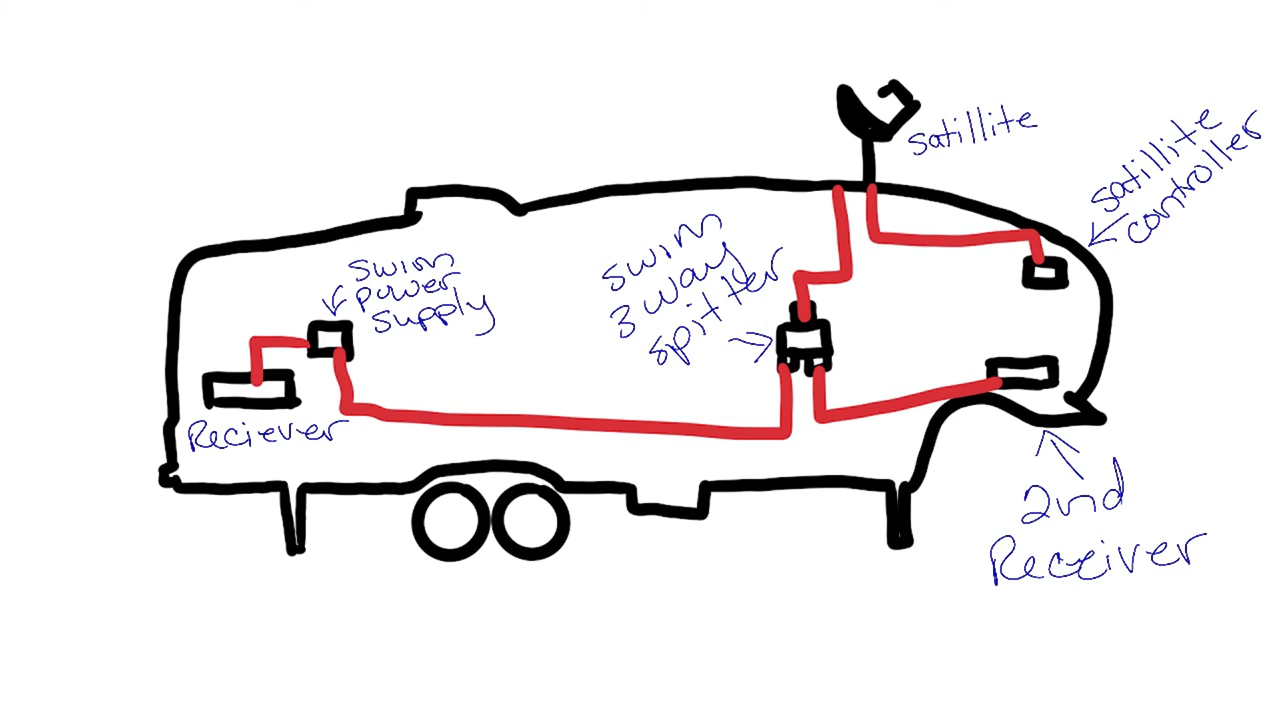 satillite
satillite
controller
swim
3 way
spitter
swim
power
supply
Reciever
2nd
Receiver